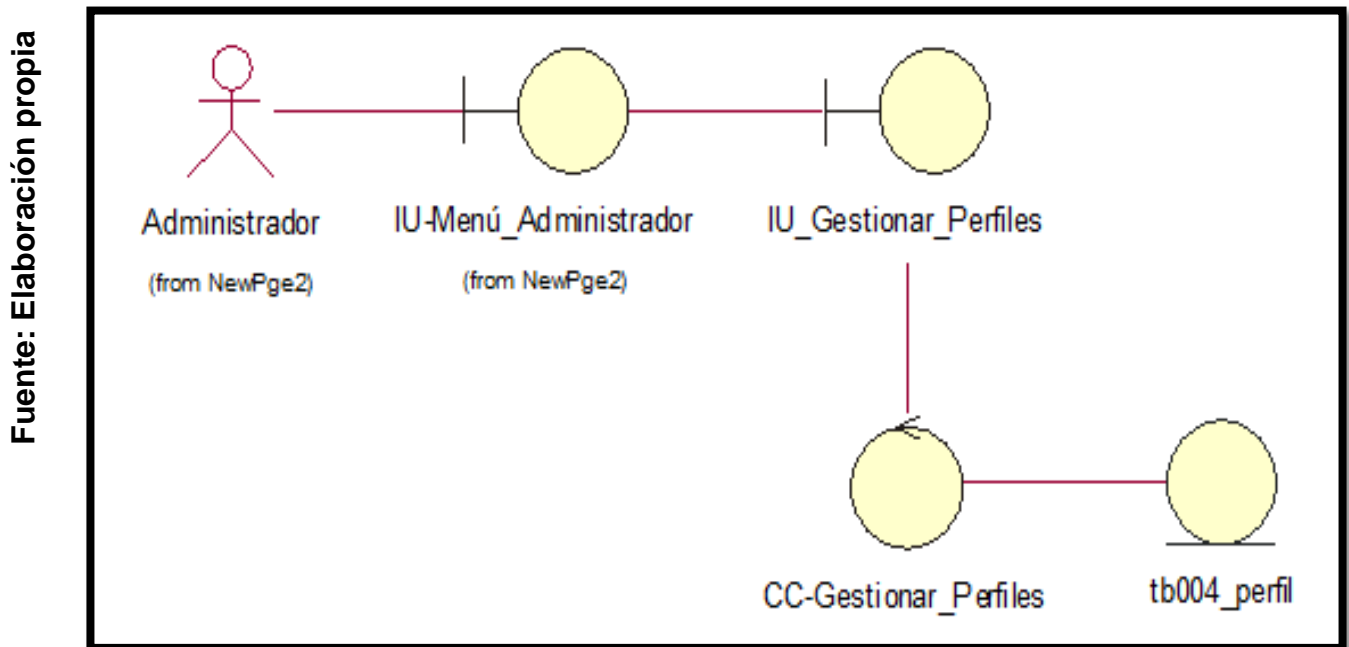 Fuente: Elaboración propia
Administrador
(from NewPge2)
IU-Menú_Administrador
(from NewPge2)
IU_Gestionar_Perfiles
CC-Gestionar_Perfiles
tb004_perfil